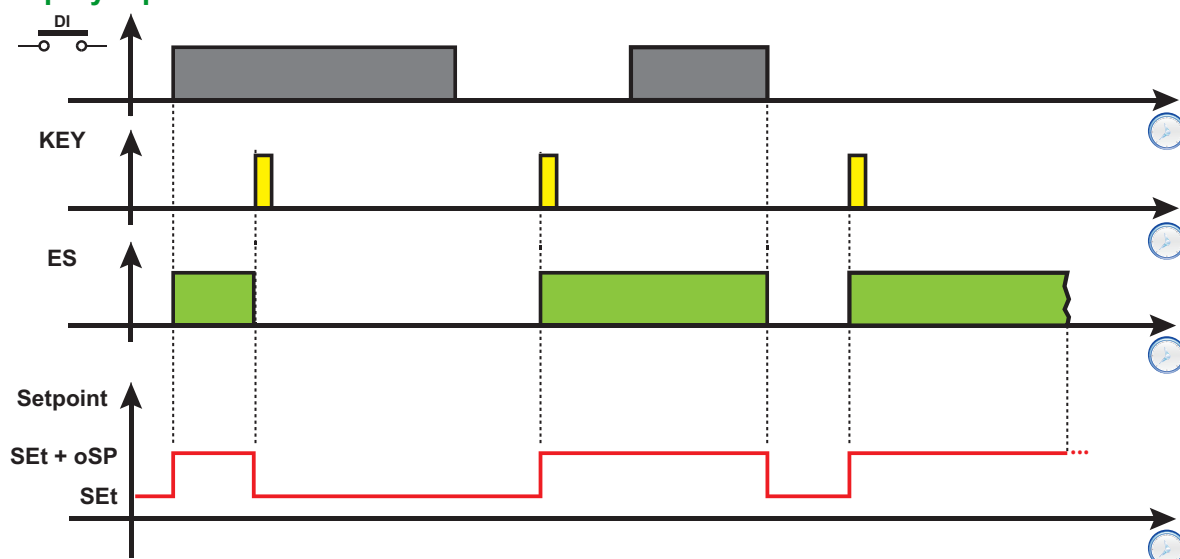 DI
KEY
ES
Setpoint
SEt + oSP
SEt